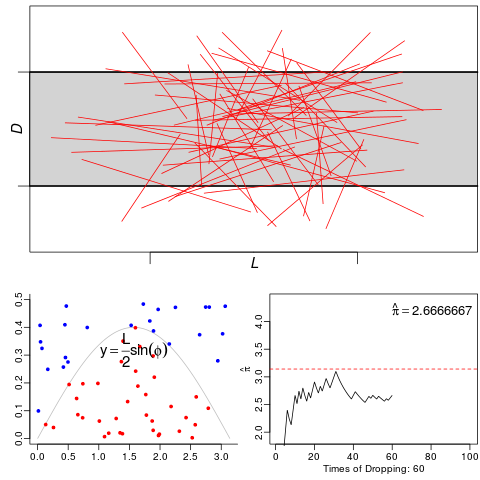 D
L
0.0 0.1 0.2 0.3 0.4 0.5
y = L/2 sin(ϕ)
0.0 0.5 1.0 1.5 2.0 2.5 3.0
π̂ = 2.6666667
π̂
2.0 2.5 3.0 3.5 4.0
0 20 40 60 80 100
Times of Dropping: 60